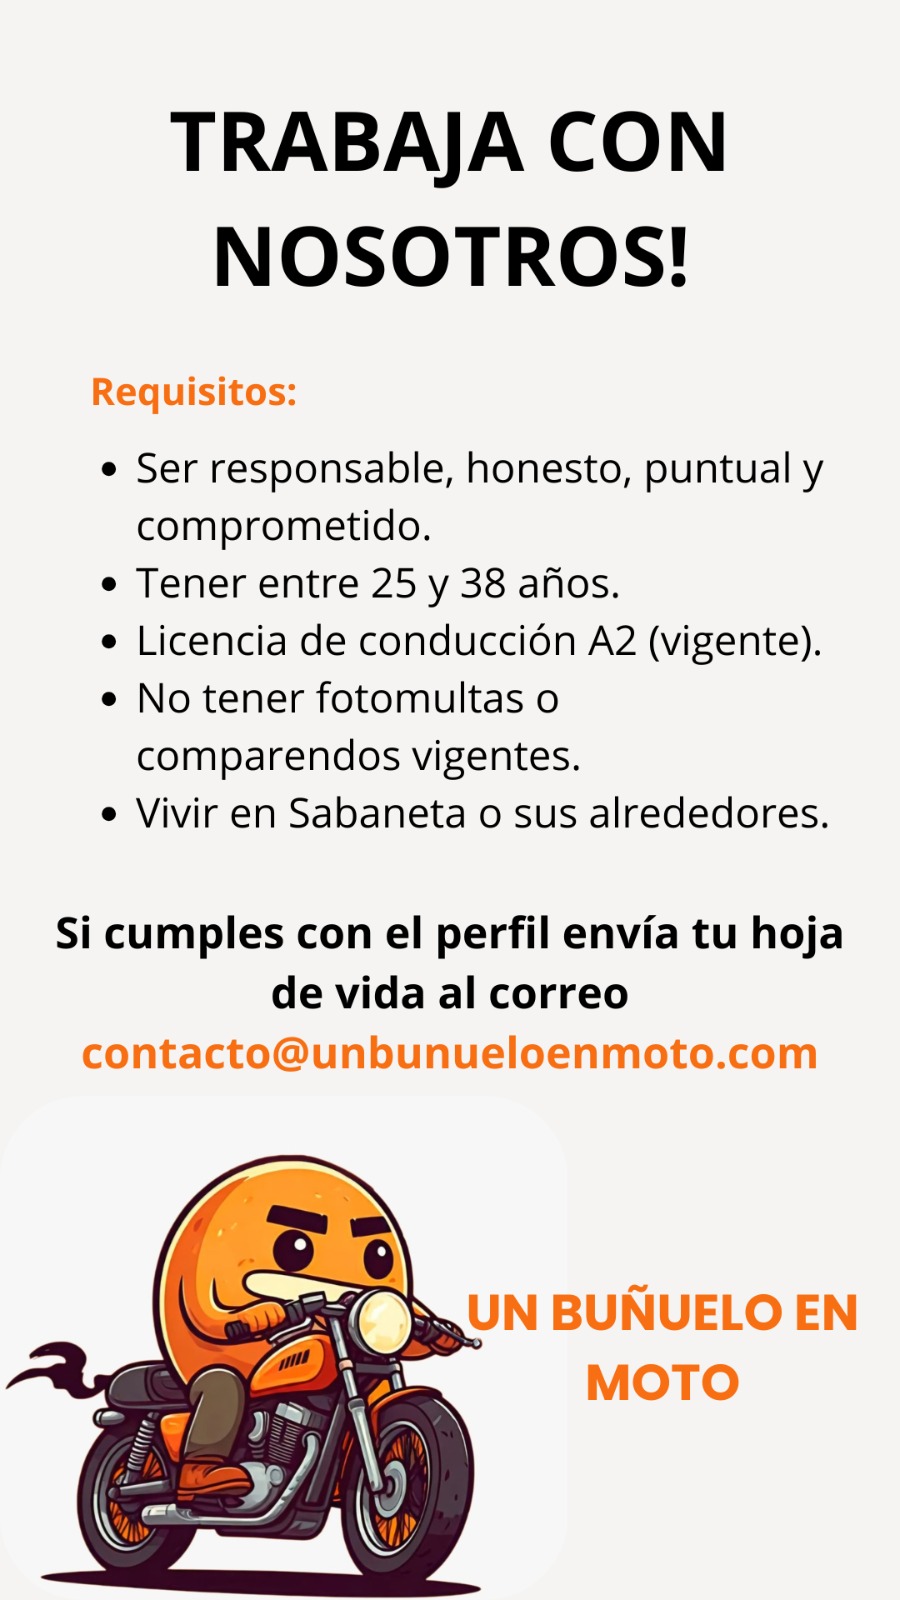 TRABAJA CON
NOSOTROS!
Requisitos:
• Ser responsable, honesto, puntual y
comprometido.
• Tener entre 25 y 38 años.
• Licencia de conducción A2 (vigente).
• No tener fotomultas o
comparendos vigentes.
• Vivir en Sabaneta o sus alrededores.
Si cumples con el perfil envía tu hoja
de vida al correo
contacto@unbunueloenmoto.com
UN BUÑUELO EN
MOTO